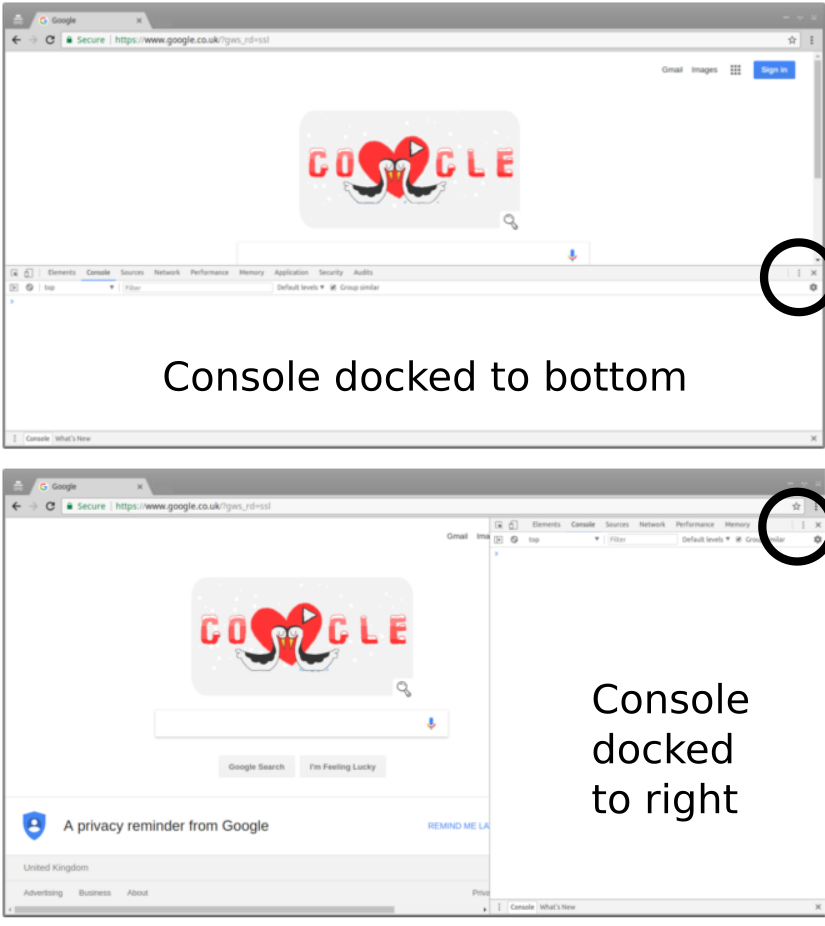 Google
Secure https://www.google.co.uk/?gws_rd=ssl
Gmail Images Sign in
GOOGLE
Elements Console Sources Network Performance Memory Application Security Audits
top Filter Default levels Group similar
Console docked to bottom
Console What's New
Google
Secure https://www.google.co.uk/?gws_rd=ssl
Gmail Ima
Elements Console Sources Network Performance Memory
top Filter Default levels Group similar
GOOGLE
Console
docked
to right
Google Search I'm Feeling Lucky
A privacy reminder from Google REMIND ME LA
United Kingdom
Advertising Business About Priva
Console What's New